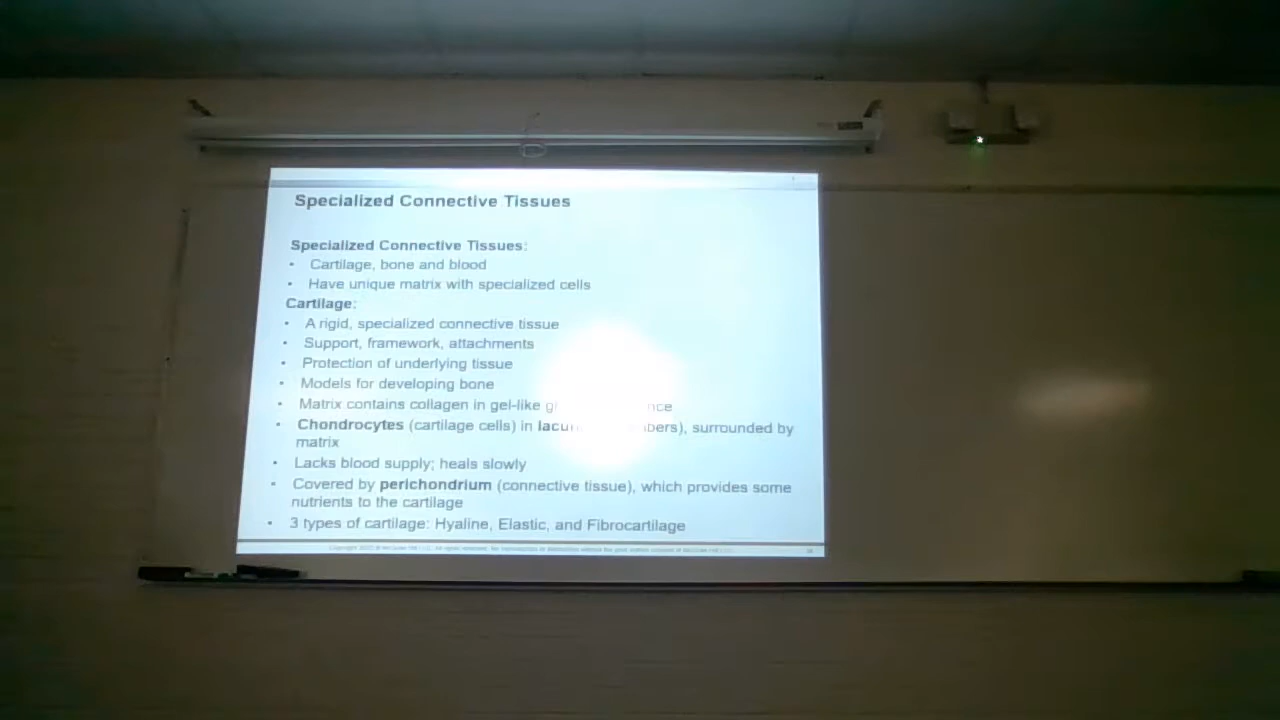 Specialized Connective Tissues
Specialized Connective Tissues:
• Cartilage, bone and blood
• Have unique matrix with specialized cells
Cartilage:
• A rigid, specialized connective tissue
• Support, framework, attachments
• Protection of underlying tissue
• Models for developing bone
• Matrix contains collagen in gel-like
• Chondrocytes (cartilage cells) in surrounded by
matrix
• Lacks blood supply; heals slowly
• Covered by perichondrium (connective tissue), which provides some
nutrients to the cartilage
• 3 types of cartilage: Hyaline, Elastic, and Fibrocartilage